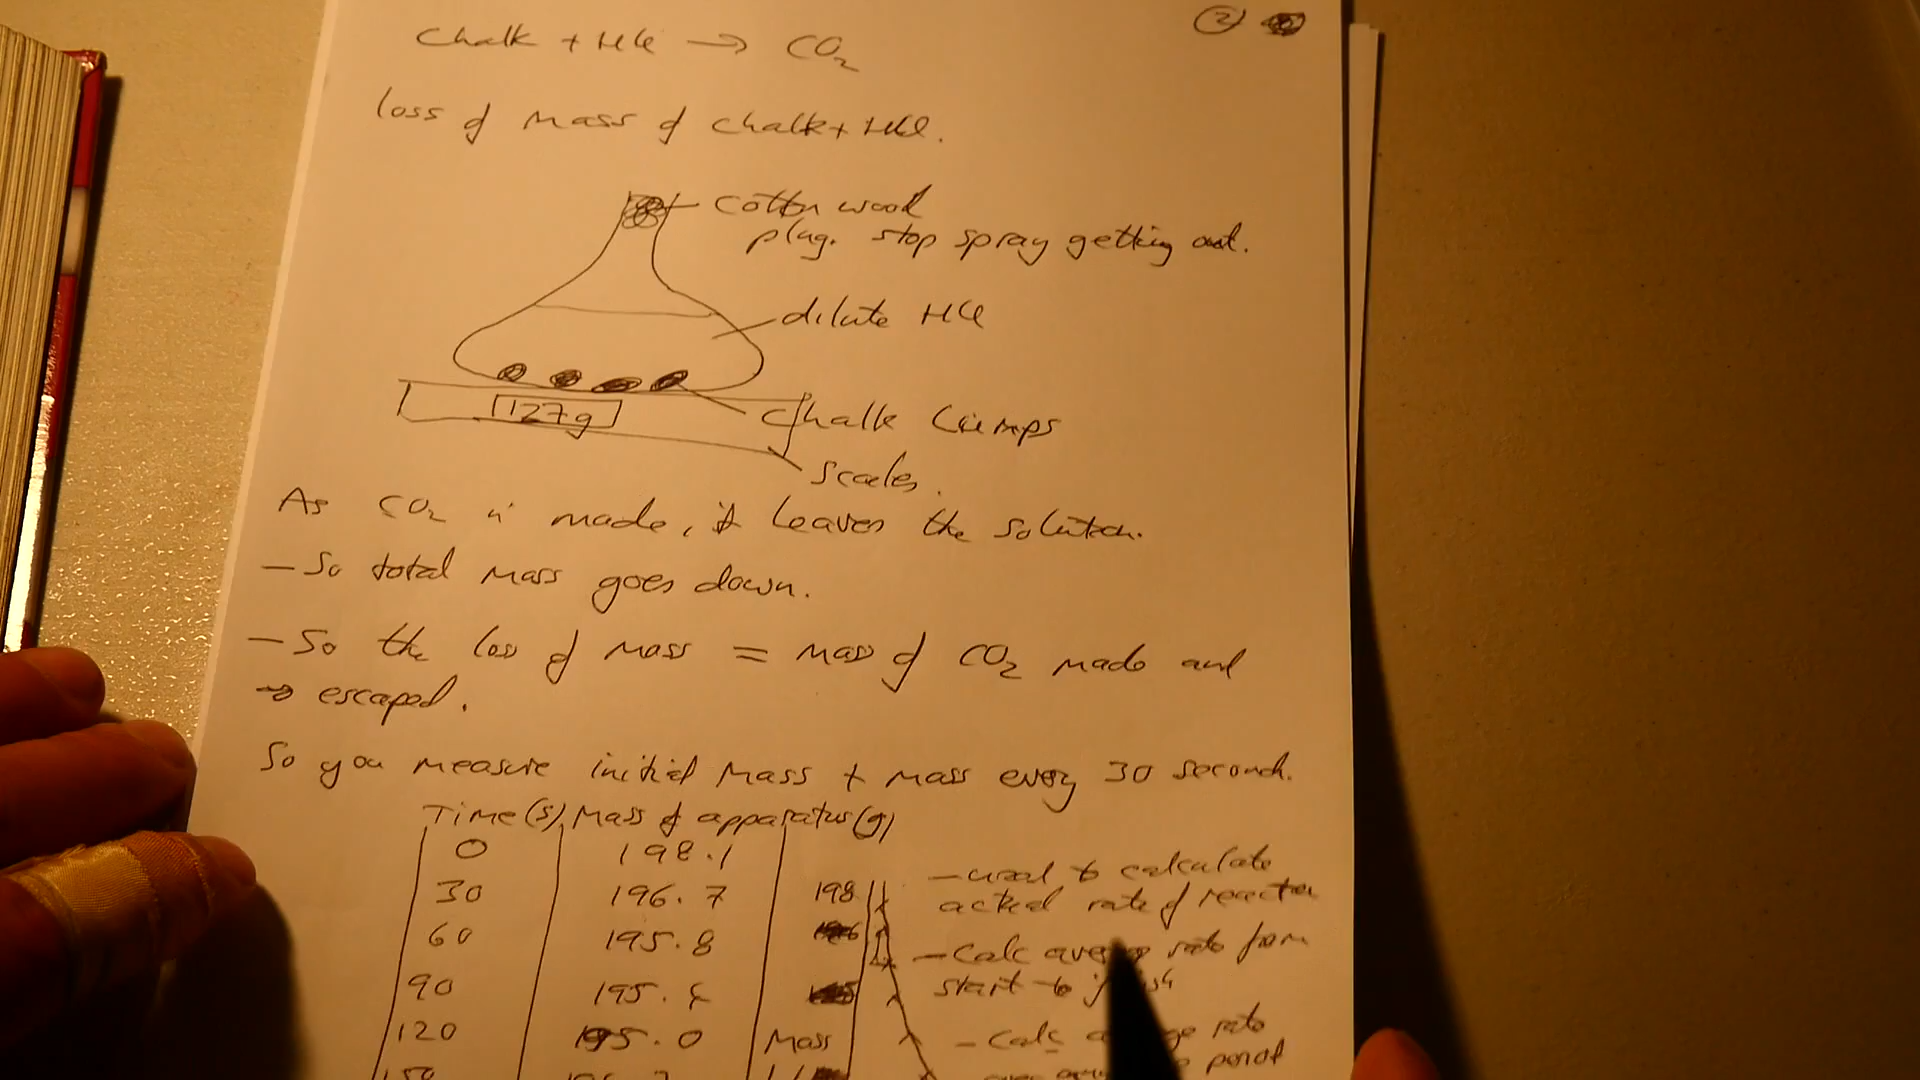 ②
Chalk + HCl → CO₂
loss of mass of chalk + HCl.
cotton wool
plug. stop spray getting out.
dilute HCl
127g
Chalk lumps
Scales.
As CO₂ is made, it leaves the solution.
- So total mass goes down.
- So the loss of mass = mass of CO₂ made and
→ escaped.
So you measure initial mass + mass every 30 second.
Time (s) Mass of apparatus (g)
0 198.1
30 196.7 198
60 195.8
90 195.4
120 195.0 Mass
- used to calculate
actual rate of reaction
- Calc average rate from
start to finish
- Calc average rate
period